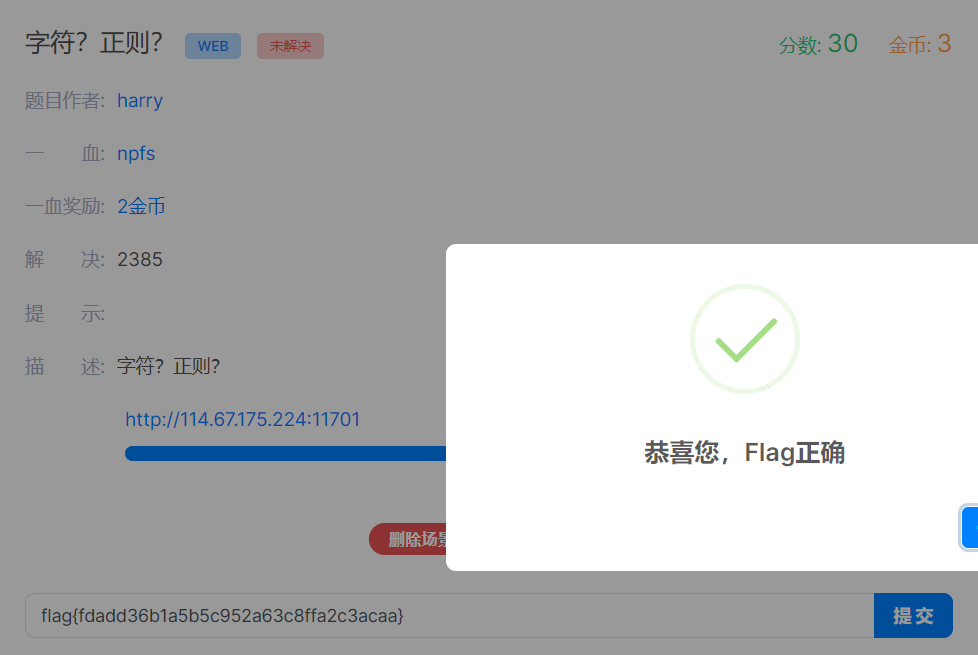 字符？正则？ WEB 未解决 分数: 30 金币: 3
题目作者: harry
一 血: npfs
一血奖励: 2金币
解 决: 2385
提 示:
描 述: 字符？正则？
http://114.67.175.224:11701
恭喜您，Flag正确
删除场景
flag{fdadd36b1a5b5c952a63c8ffa2c3acaa} 提交